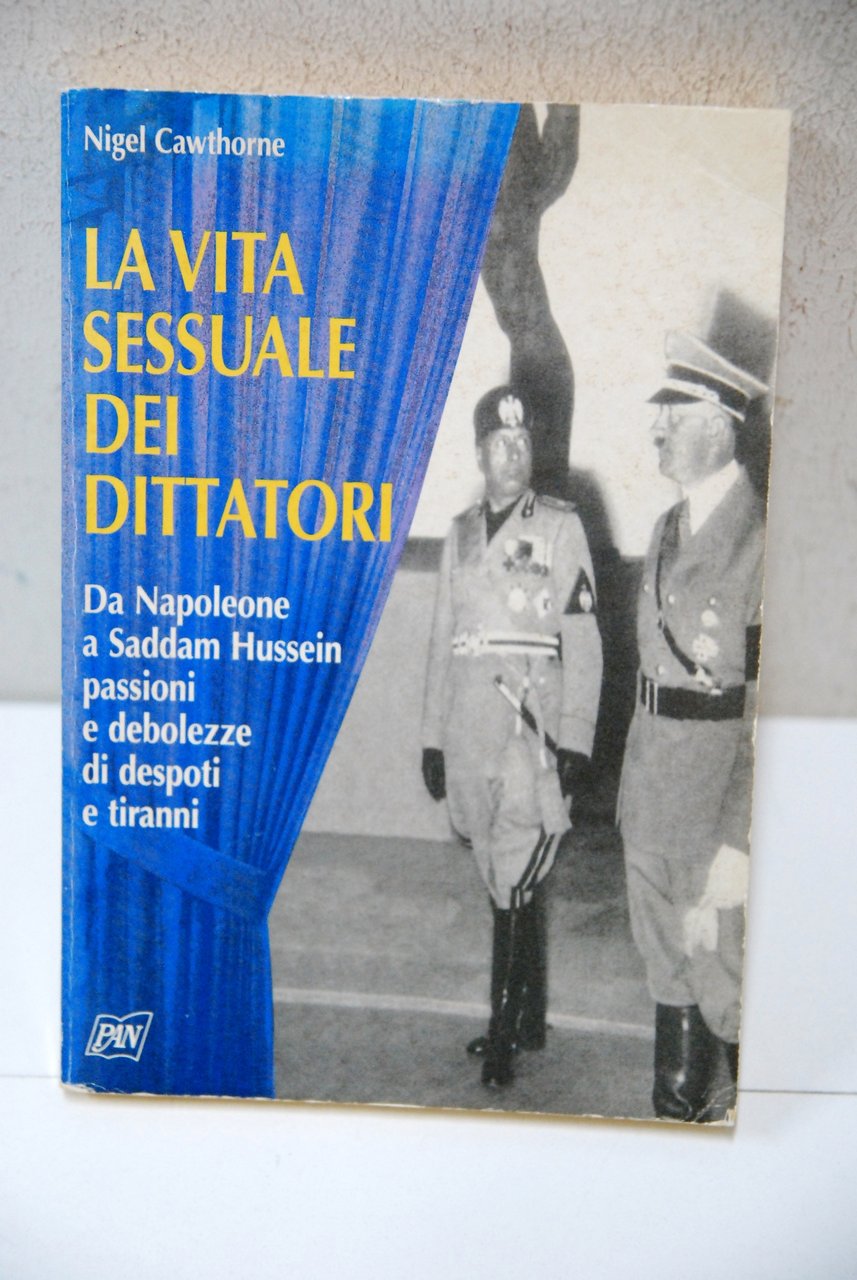 Nigel Cawthorne
LA VITA
SESSUALE
DEI
DITTATORI
Da Napoleone
a Saddam Hussein
passioni
e debolezze
di despoti
e tiranni
PAN